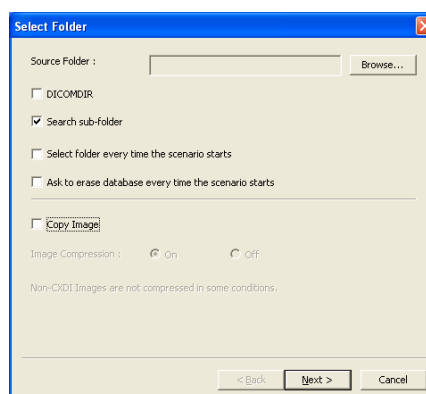 Select Folder
Source Folder :
Browse...
DICOMDIR
Search sub-folder
Select folder every time the scenario starts
Ask to erase database every time the scenario starts
Copy Image
Image Compression : On Off
Non-CXDI Images are not compressed in some conditions.
< Back Next > Cancel